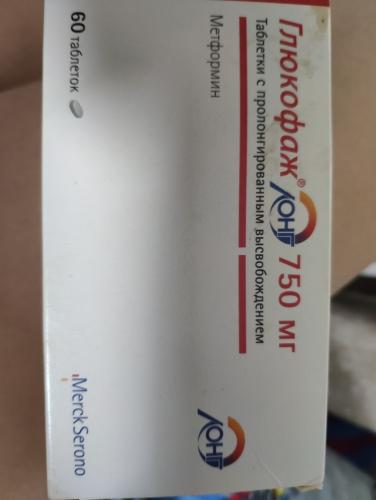 Глюкофаж® ЛОНГ 750 мг
Таблетки с пролонгированным высвобождением
Метформин
ЛОНГ
60 таблеток
Merck Serono